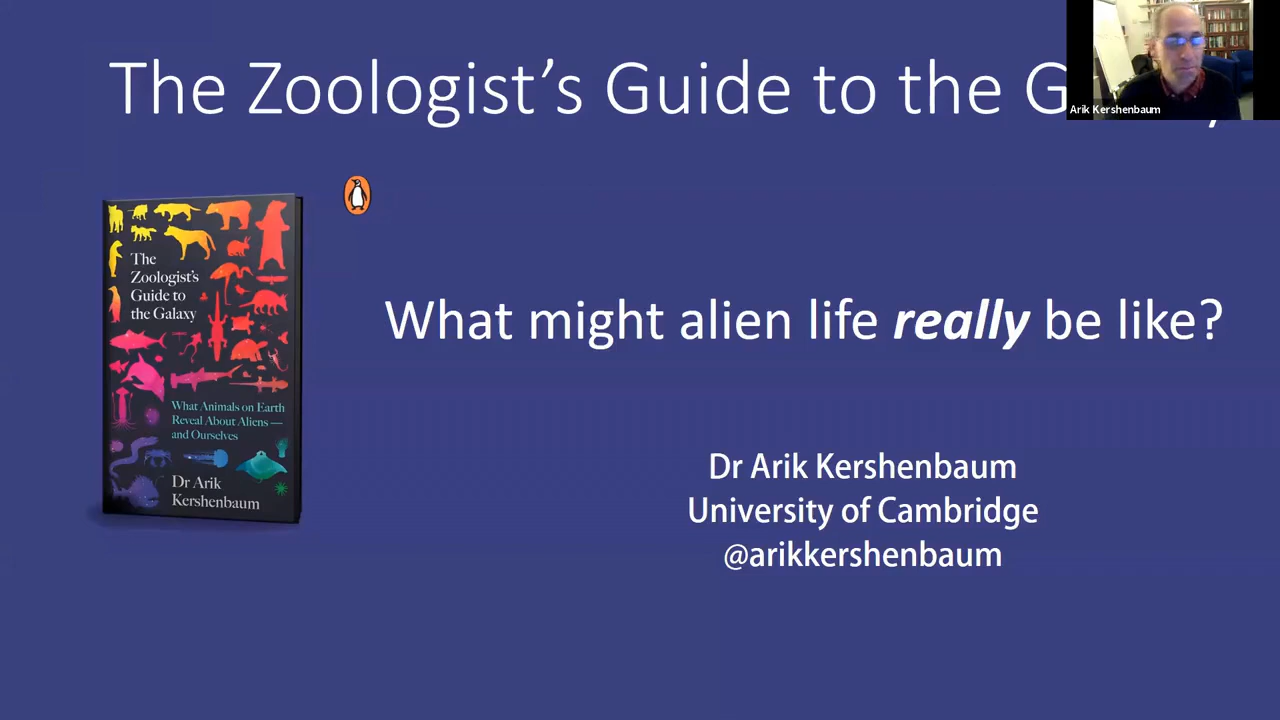 The Zoologist's Guide to the G
Arik Kershenbaum
The
Zoologist's
Guide to
the Galaxy
What might alien life really be like?
What Animals on Earth
Reveal About Aliens —
and Ourselves
Dr Arik
Kershenbaum
Dr Arik Kershenbaum
University of Cambridge
@arikkershenbaum